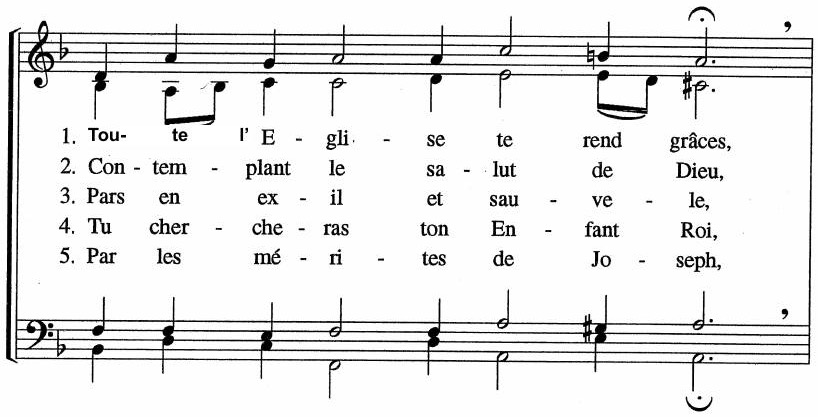 1. Tou- te l' E - gli - se te rend grâces,
2. Con - tem - plant le sa - lut de Dieu,
3. Pars en ex - il et sau - ve - le,
4. Tu cher - che - ras ton En - fant Roi,
5. Par les mé - ri - tes de Jo - seph,